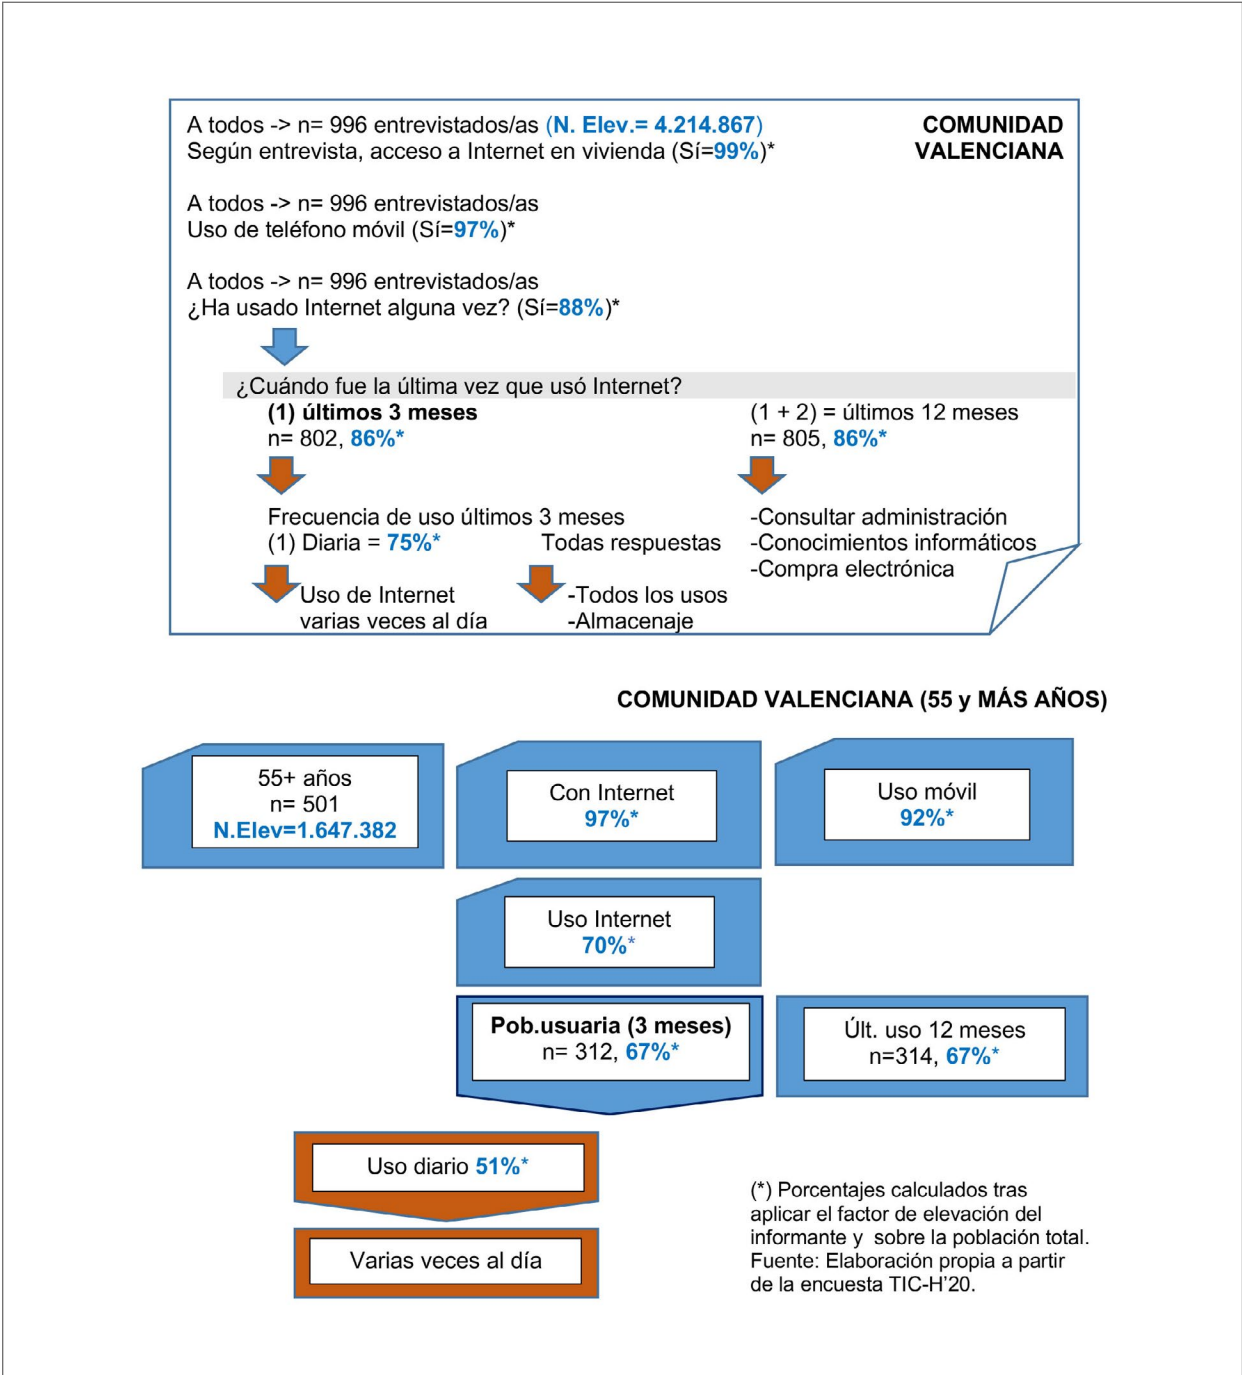 A todos -> n= 996 entrevistados/as (N. Elev.= 4.214.867)
COMUNIDAD
VALENCIANA
Según entrevista, acceso a Internet en vivienda (Sí=99%)*
A todos -> n= 996 entrevistados/as
Uso de teléfono móvil (Sí=97%)*
A todos -> n= 996 entrevistados/as
¿Ha usado Internet alguna vez? (Sí=88%)*
¿Cuándo fue la última vez que usó Internet?
(1) últimos 3 meses
n= 802, 86%*
(1 + 2) = últimos 12 meses
n= 805, 86%*
Frecuencia de uso últimos 3 meses
(1) Diaria = 75%*
Todas respuestas
-Consultar administración
-Conocimientos informáticos
-Compra electrónica
Uso de Internet
varias veces al día
-Todos los usos
-Almacenaje
COMUNIDAD VALENCIANA (55 y MÁS AÑOS)
55+ años
n= 501
N.Elev=1.647.382
Con Internet
97%*
Uso móvil
92%*
Uso Internet
70%*
Pob.usuaria (3 meses)
n= 312, 67%*
Últ. uso 12 meses
n=314, 67%*
Uso diario 51%*
Varias veces al día
(*) Porcentajes calculados tras
aplicar el factor de elevación del
informante y sobre la población total.
Fuente: Elaboración propia a partir
de la encuesta TIC-H'20.